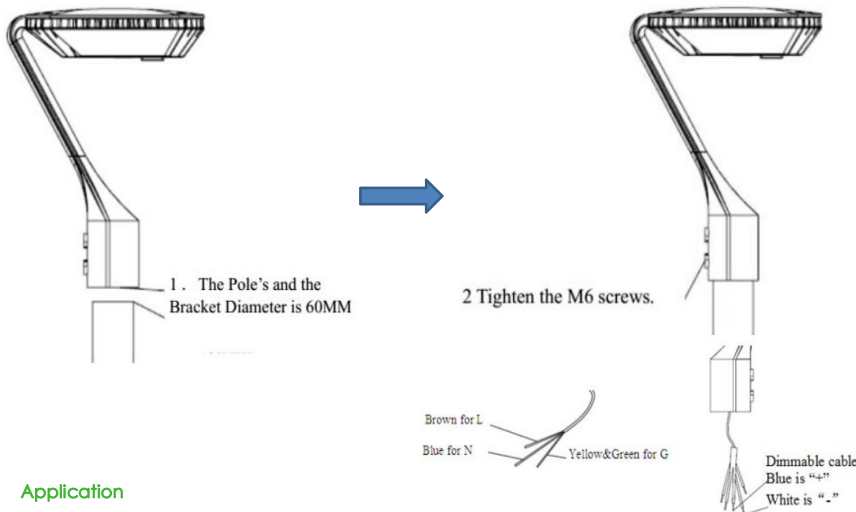 1. The Pole's and the
Bracket Diameter is 60MM
2 Tighten the M6 screws.
Brown for L
Blue for N
Yellow&Green for G
Dimmable cable
Blue is “+”
White is “-”
Application